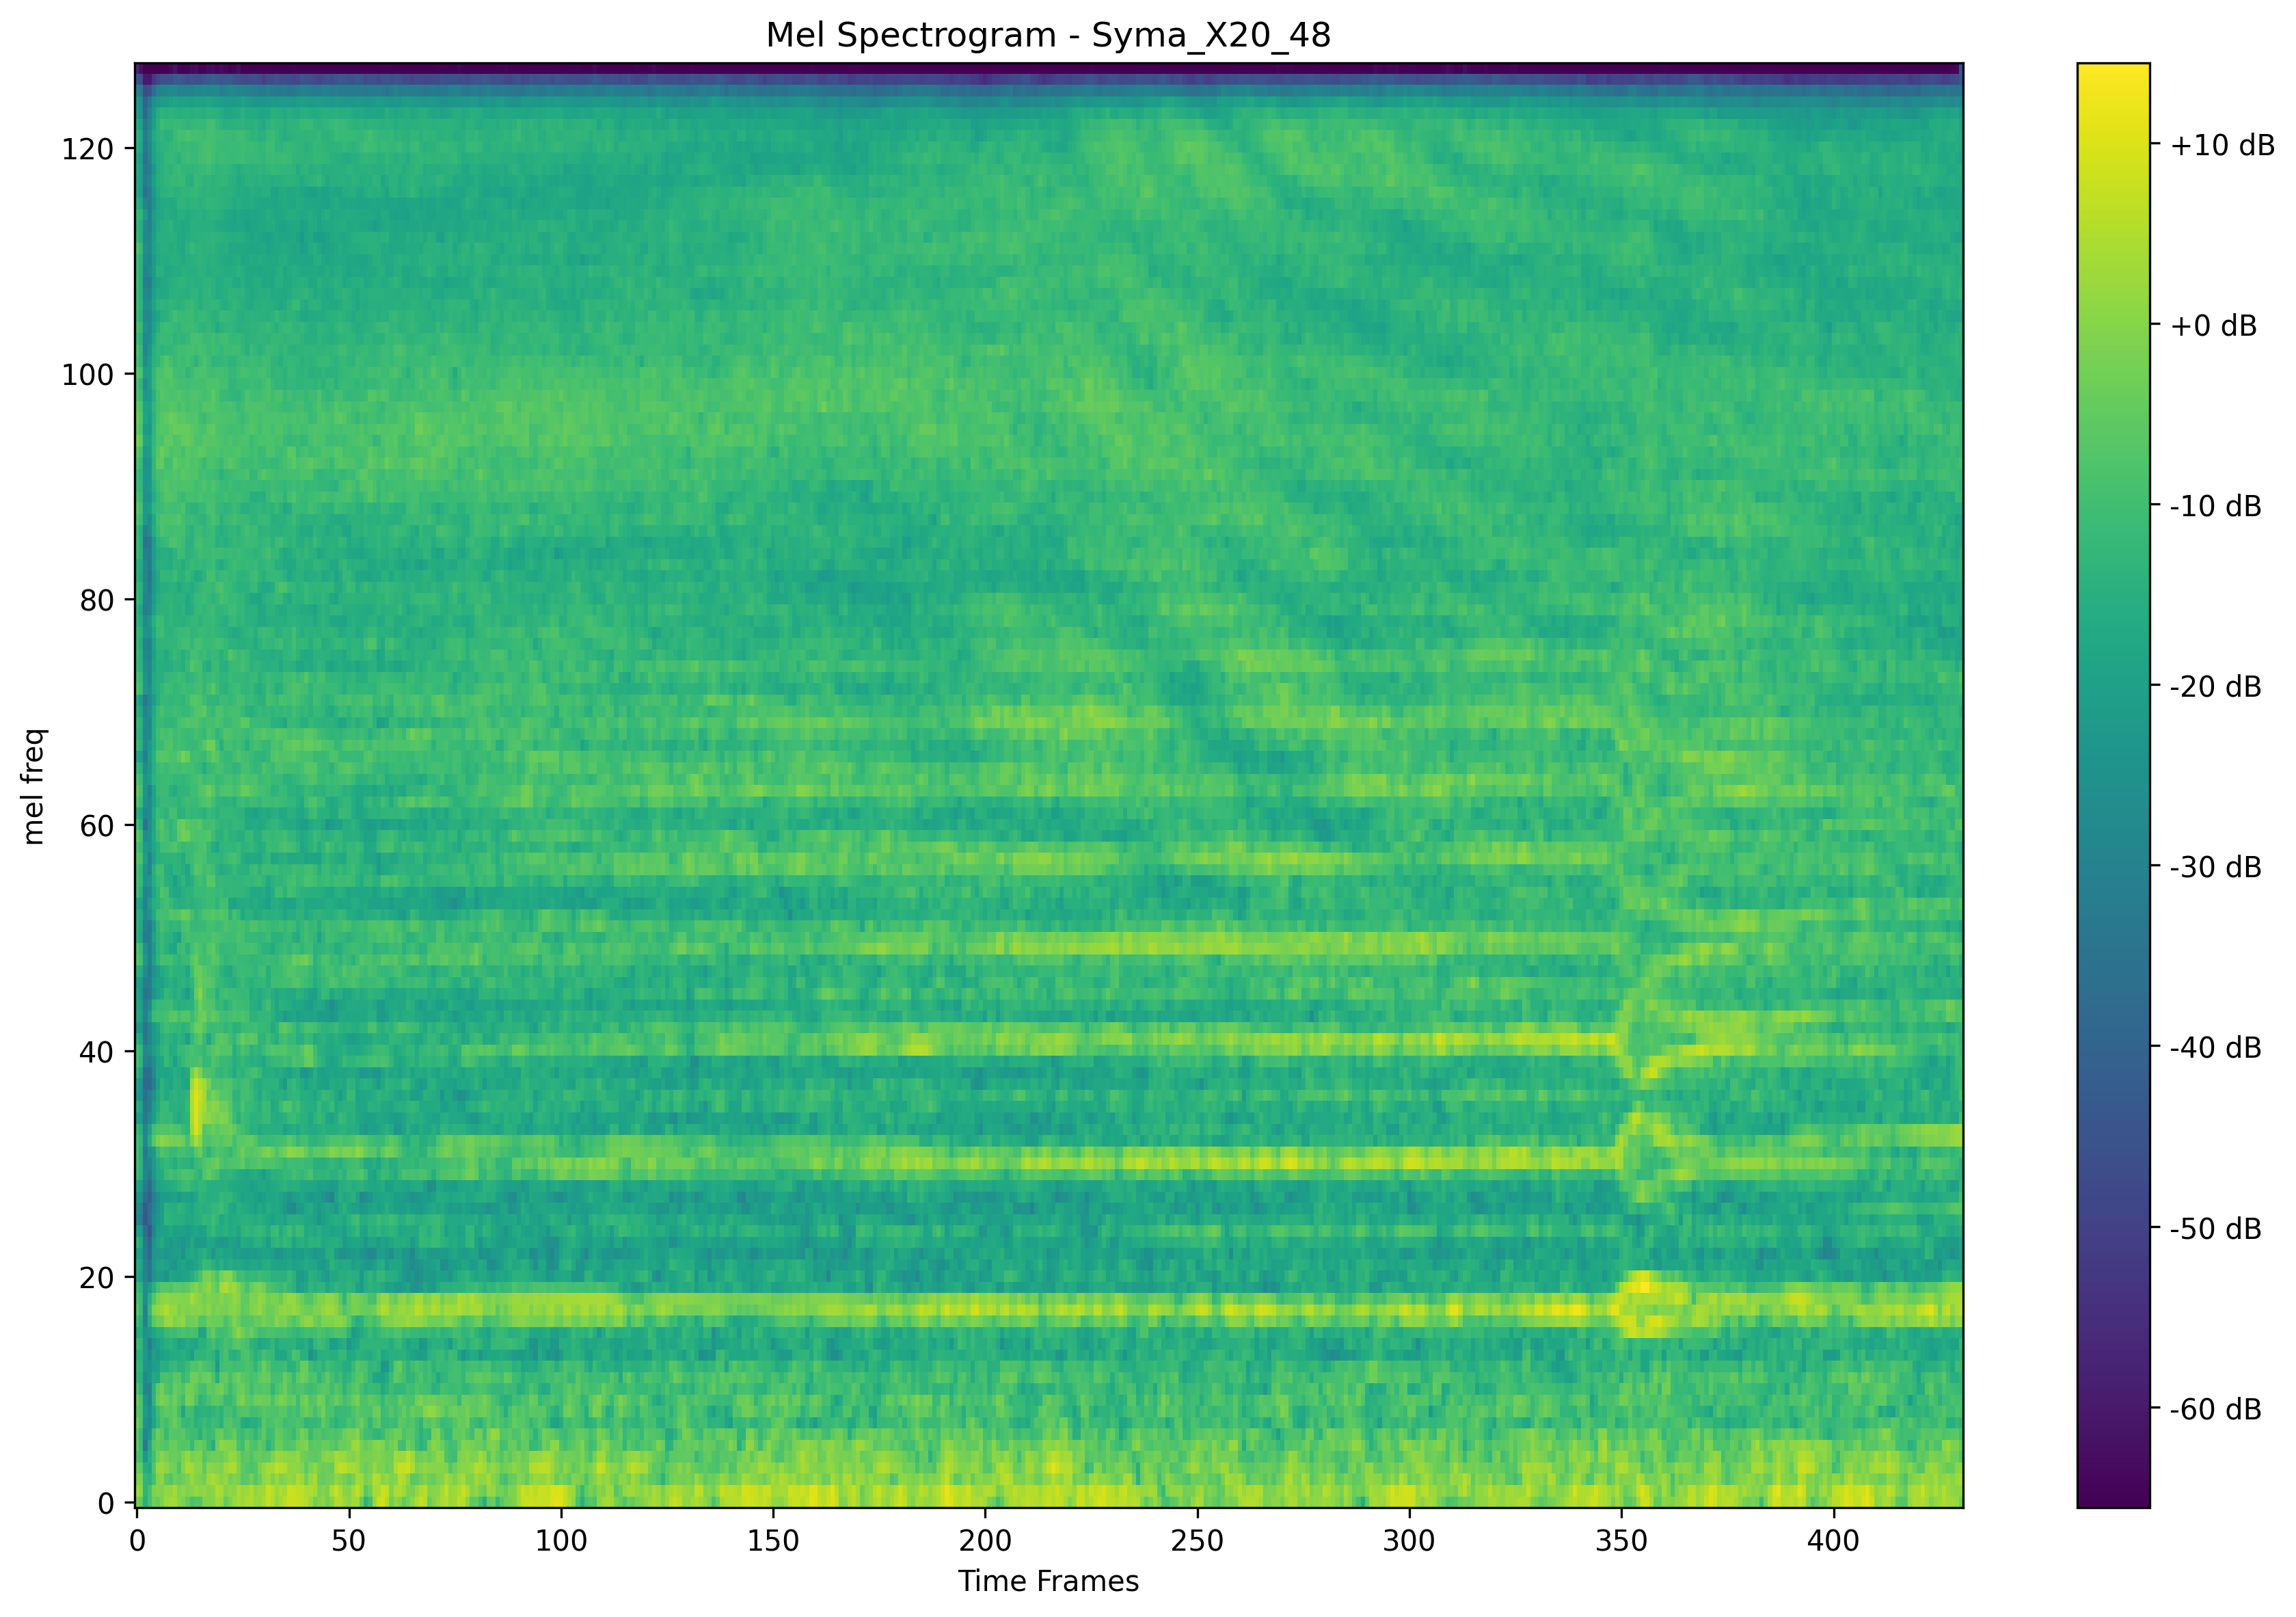 Mel Spectrogram - Syma_X20_48
mel freq
120
100
80
60
40
20
0
0 50 100 150 200 250 300 350 400
Time Frames
+10 dB
+0 dB
-10 dB
-20 dB
-30 dB
-40 dB
-50 dB
-60 dB